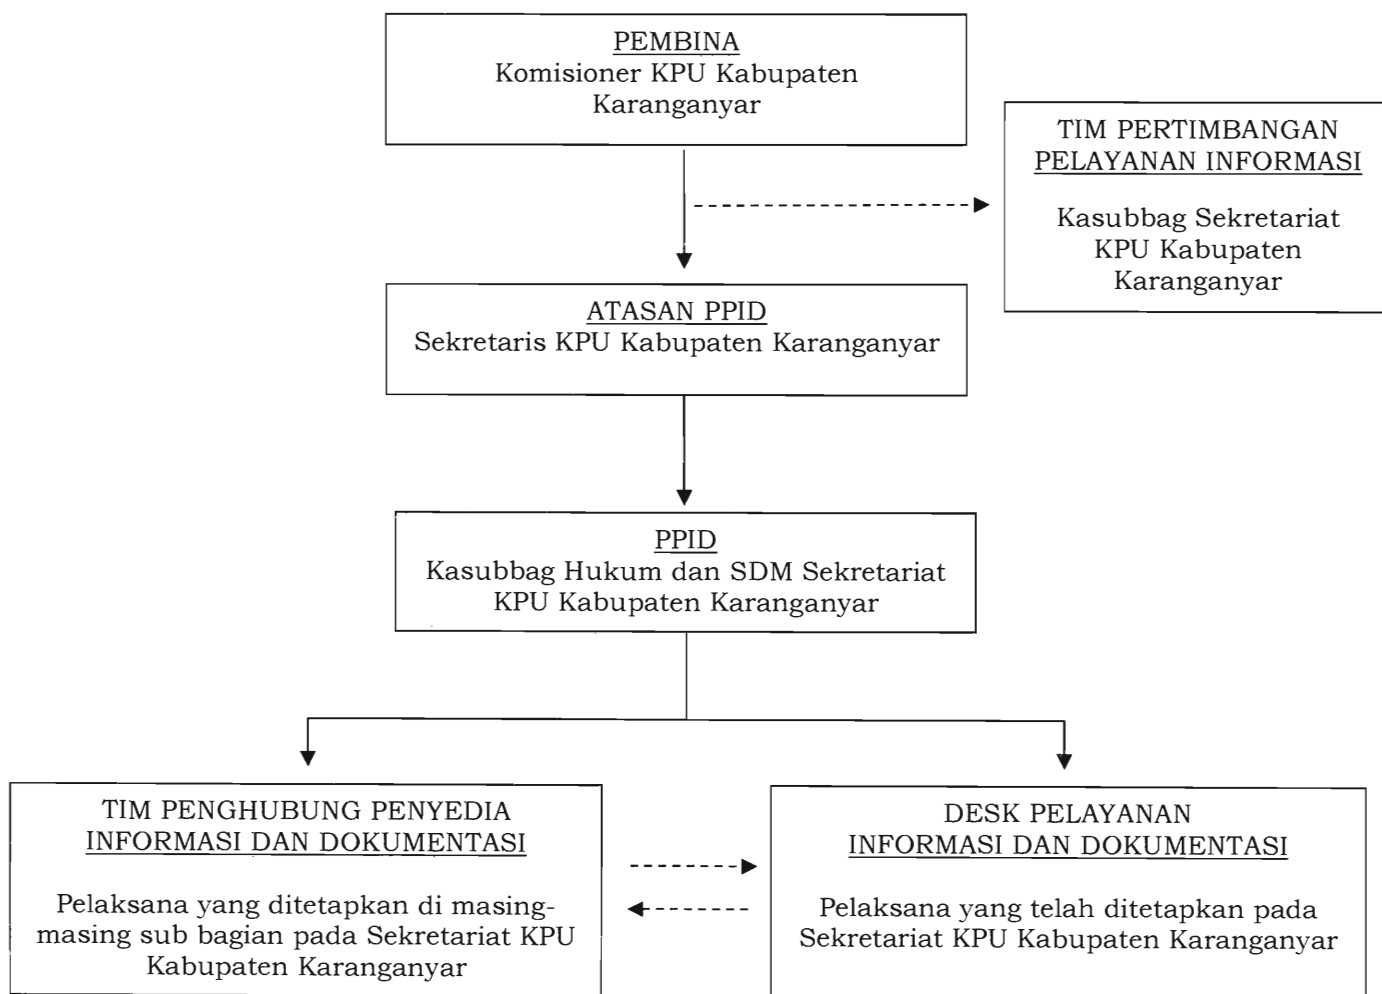 PEMBINA
Komisioner KPU Kabupaten
Karanganyar
TIM PERTIMBANGAN
PELAYANAN INFORMASI
Kasubbag Sekretariat
KPU Kabupaten
Karanganyar
ATASAN PPID
Sekretaris KPU Kabupaten Karanganyar
PPID
Kasubbag Hukum dan SDM Sekretariat
KPU Kabupaten Karanganyar
TIM PENGHUBUNG PENYEDIA
INFORMASI DAN DOKUMENTASI
Pelaksana yang ditetapkan di masing-
masing sub bagian pada Sekretariat KPU
Kabupaten Karanganyar
DESK PELAYANAN
INFORMASI DAN DOKUMENTASI
Pelaksana yang telah ditetapkan pada
Sekretariat KPU Kabupaten Karanganyar